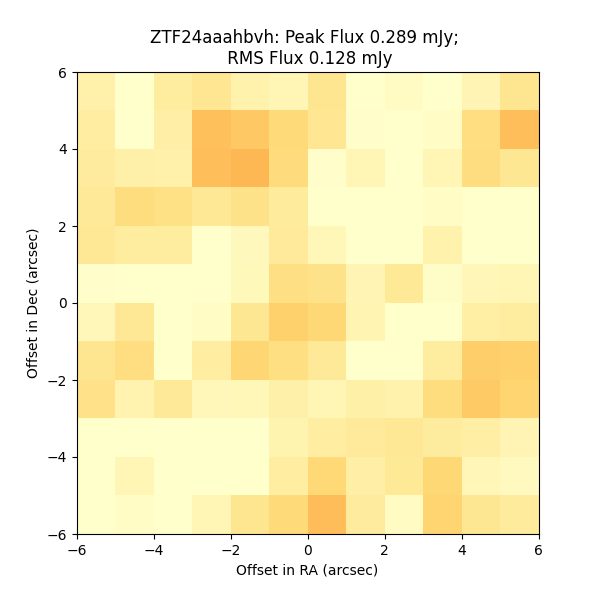 ZTF24aaahbvh: Peak Flux 0.289 mJy;
RMS Flux 0.128 mJy
6
4
2
0
−2
−4
−6
Offset in Dec (arcsec)
−6 −4 −2 0 2 4 6
Offset in RA (arcsec)